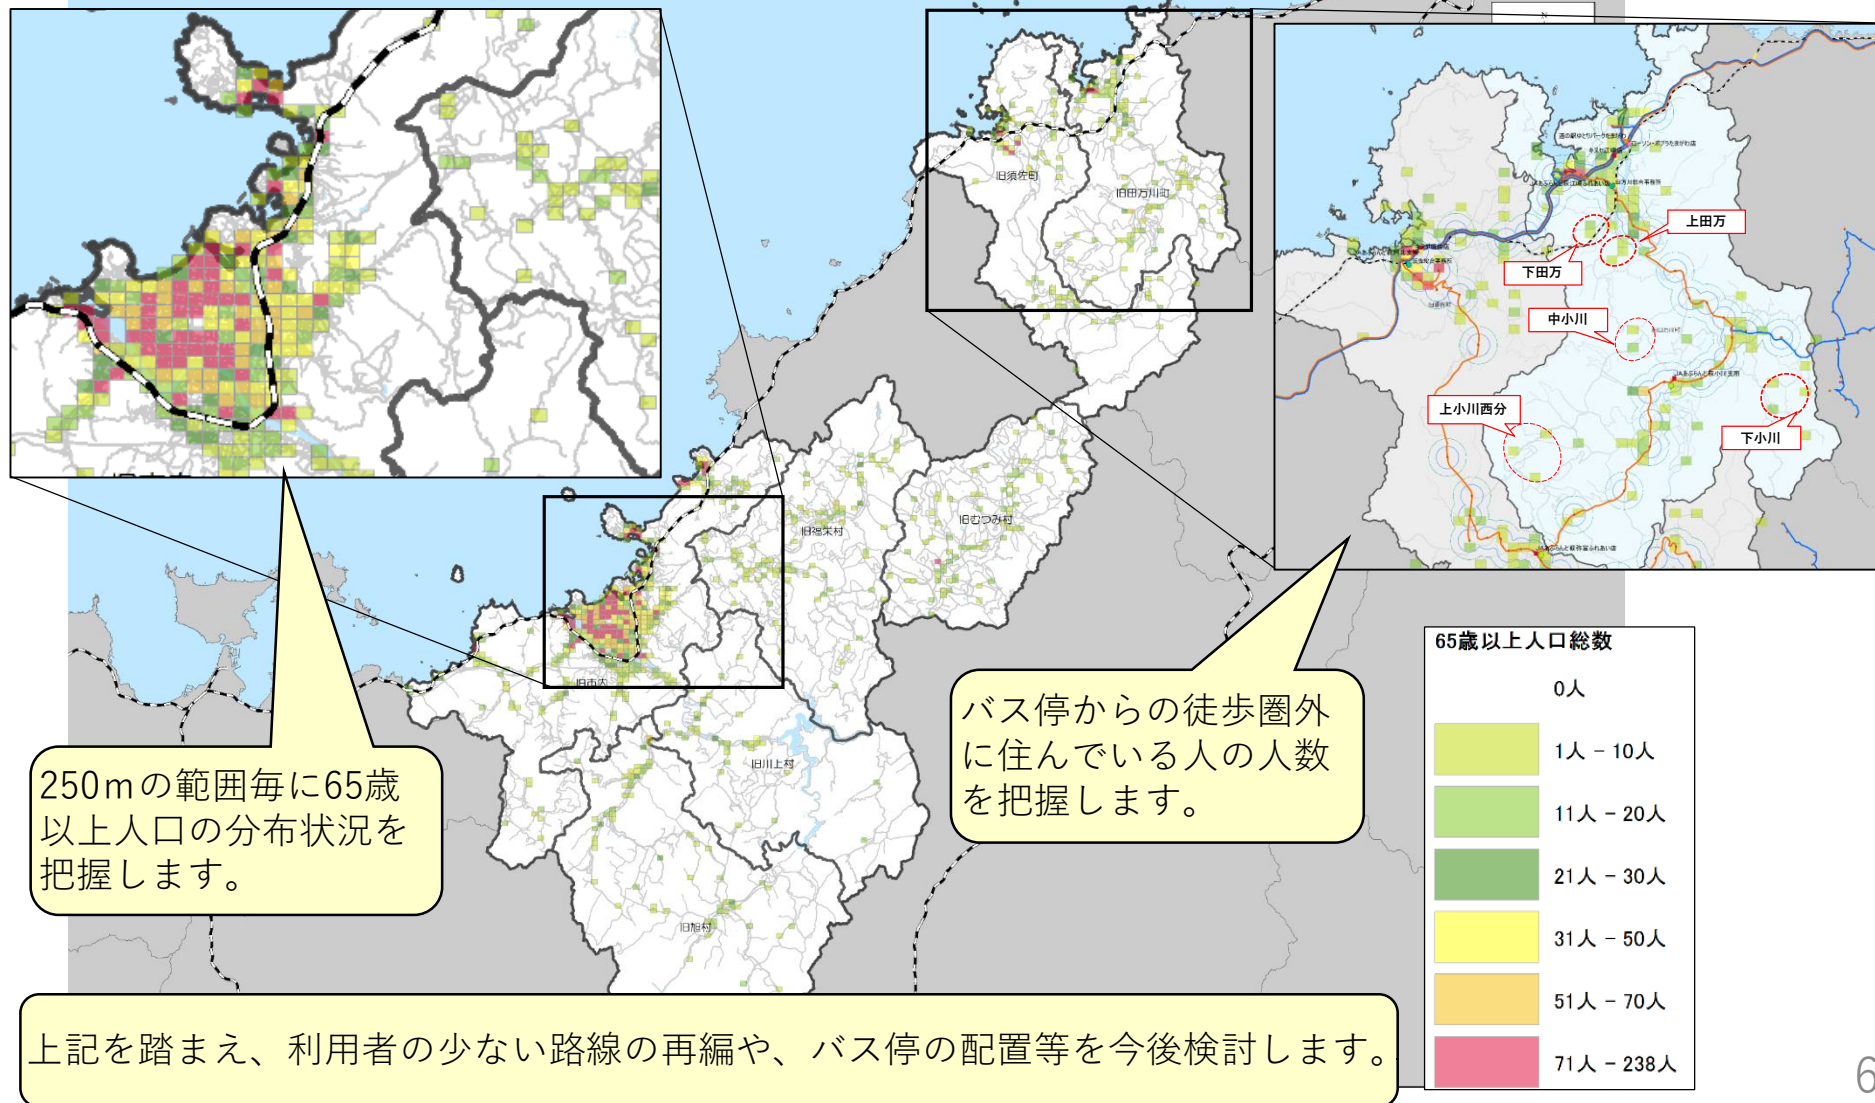 N
旧須佐町
旧田万川町
旧福栄村
旧むつみ村
旧市内
旧川上村
旧旭村
上田万
下田万
中小川
上小川西分
下小川
250ｍの範囲毎に65歳
以上人口の分布状況を
把握します。
バス停からの徒歩圏外
に住んでいる人の人数
を把握します。
65歳以上人口総数
0人
1人 － 10人
11人 － 20人
21人 － 30人
31人 － 50人
51人 － 70人
71人 － 238人
上記を踏まえ、利用者の少ない路線の再編や、バス停の配置等を今後検討します。
6